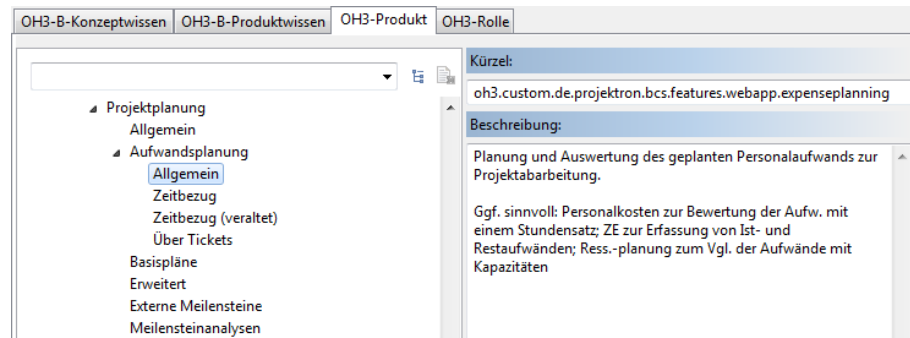 OH3-B-Konzeptwissen OH3-B-Produktwissen OH3-Produkt OH3-Rolle
Projektplanung
Allgemein
Aufwandsplanung
Allgemein
Zeitbezug
Zeitbezug (veraltet)
Über Tickets
Basispläne
Erweitert
Externe Meilensteine
Meilensteinanalysen
Kürzel:
oh3.custom.de.projektron.bcs.features.webapp.expenseplanning
Beschreibung:
Planung und Auswertung des geplanten Personalaufwands zur
Projektabarbeitung.
Ggf. sinnvoll: Personalkosten zur Bewertung der Aufw. mit
einem Stundensatz; ZE zur Erfassung von Ist- und
Restaufwänden; Ress.-planung zum Vgl. der Aufwände mit
Kapazitäten